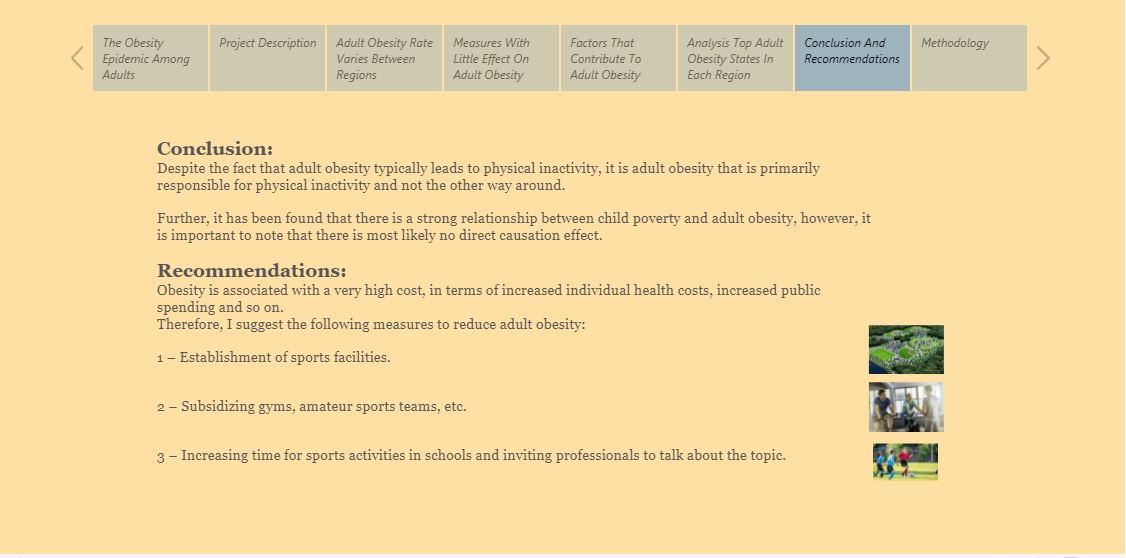 The Obesity
Epidemic Among
Adults
Project Description
Adult Obesity Rate
Varies Between
Regions
Measures With
Little Effect On
Adult Obesity
Factors That
Contribute To
Adult Obesity
Analysis Top Adult
Obesity States In
Each Region
Conclusion And
Recommendations
Methodology
Conclusion:
Despite the fact that adult obesity typically leads to physical inactivity, it is adult obesity that is primarily
responsible for physical inactivity and not the other way around.
Further, it has been found that there is a strong relationship between child poverty and adult obesity, however, it
is important to note that there is most likely no direct causation effect.
Recommendations:
Obesity is associated with a very high cost, in terms of increased individual health costs, increased public
spending and so on.
Therefore, I suggest the following measures to reduce adult obesity:
1 – Establishment of sports facilities.
2 – Subsidizing gyms, amateur sports teams, etc.
3 – Increasing time for sports activities in schools and inviting professionals to talk about the topic.